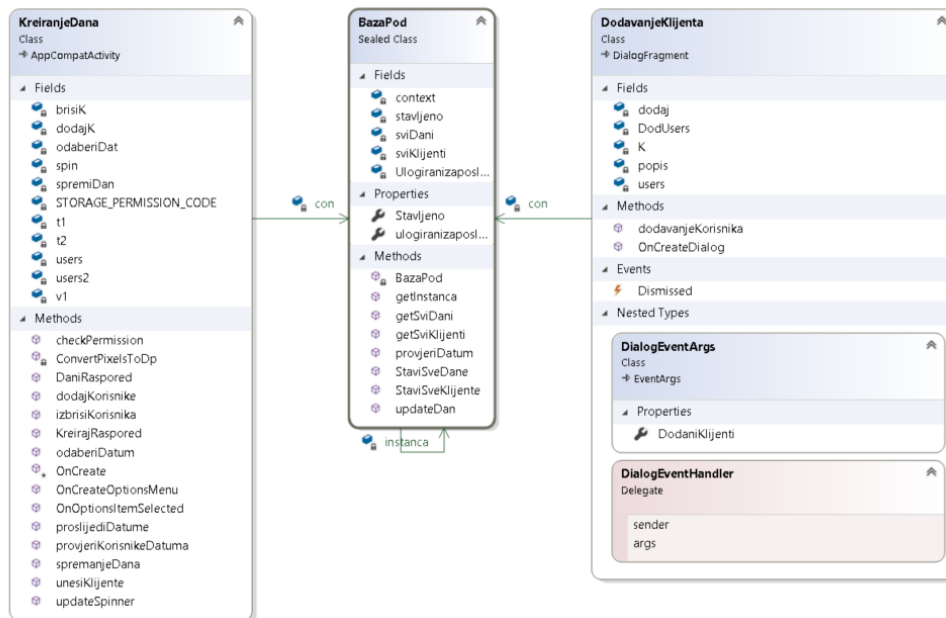 KreiranjeDana
Class
AppCompatActivity
Fields
brisiK
dodajK
odaberiDat
spin
spremiDan
STORAGE_PERMISSION_CODE
t1
t2
users
users2
v1
Methods
checkPermission
ConvertPixelsToDp
DaniRaspored
dodajKorisnike
izbrisiKorisnika
KreirajRaspored
odaberiDatum
OnCreate
OnCreateOptionsMenu
OnOptionsItemSelected
proslijediDatume
provjeriKorisnikeDatuma
spremanjeDana
unesiKlijente
updateSpinner
con
BazaPod
Sealed Class
Fields
context
stavljeno
sviDani
sviKlijenti
Ulogiranizaposl...
Properties
Stavljeno
ulogiranizaposl...
Methods
BazaPod
getInstanca
getSviDani
getSviKlijenti
provjeriDatum
StaviSveDane
StaviSveKlijente
updateDan
instanca
con
DodavanjeKlijenta
Class
DialogFragment
Fields
dodaj
DodUsers
K
popis
users
Methods
dodavanjeKorisnika
OnCreateDialog
Events
Dismissed
Nested Types
DialogEventArgs
Class
EventArgs
Properties
DodaniKlijenti
DialogEventHandler
Delegate
sender
args